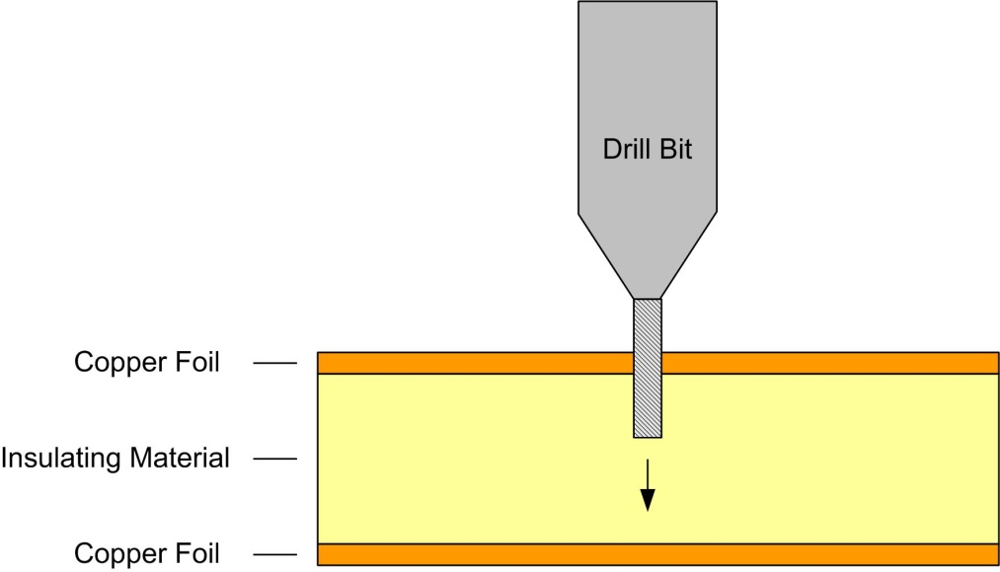 Drill Bit
Copper Foil
Insulating Material
Copper Foil